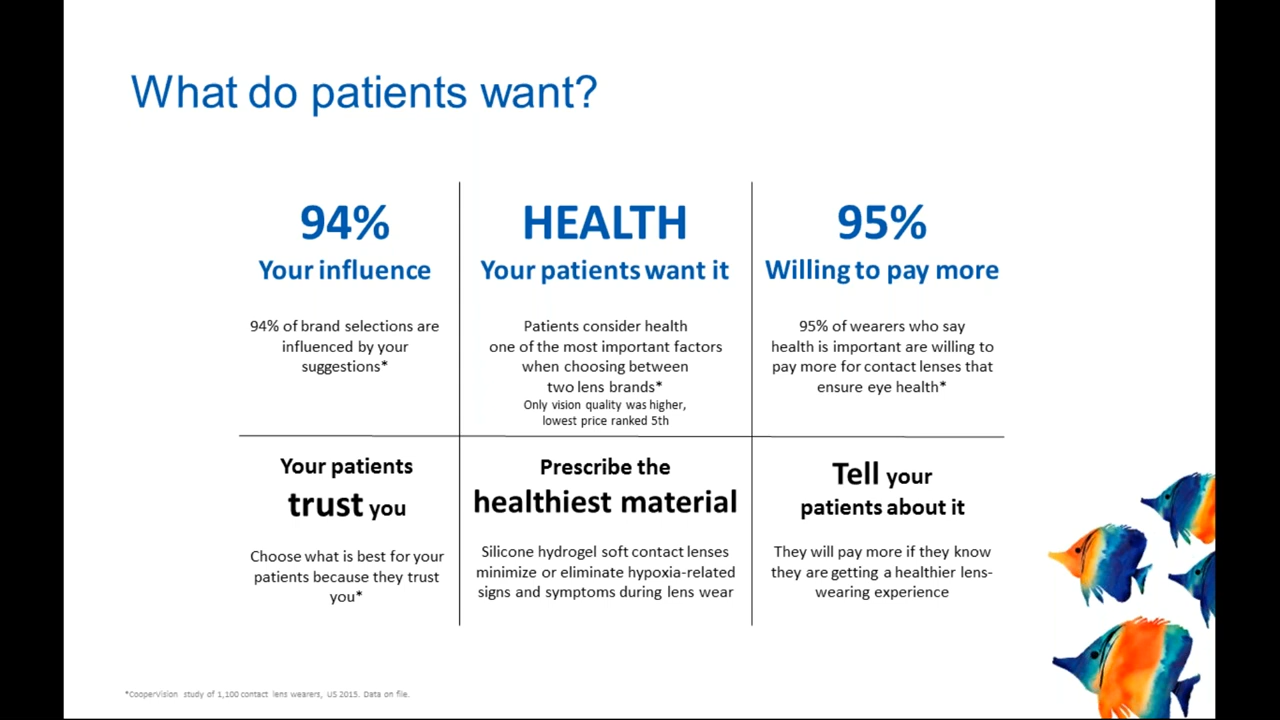 What do patients want?
94%
Your influence
94% of brand selections are
influenced by your
suggestions*
HEALTH
Your patients want it
Patients consider health
one of the most important factors
when choosing between
two lens brands*
Only vision quality was higher,
lowest price ranked 5th
95%
Willing to pay more
95% of wearers who say
health is important are willing to
pay more for contact lenses that
ensure eye health*
Your patients
trust you
Choose what is best for your
patients because they trust
you*
Prescribe the
healthiest material
Silicone hydrogel soft contact lenses
minimize or eliminate hypoxia-related
signs and symptoms during lens wear
Tell your
patients about it
They will pay more if they know
they are getting a healthier lens-
wearing experience
*Coopervision study of 1,100 contact lens wearers, US 2015. Data on file.